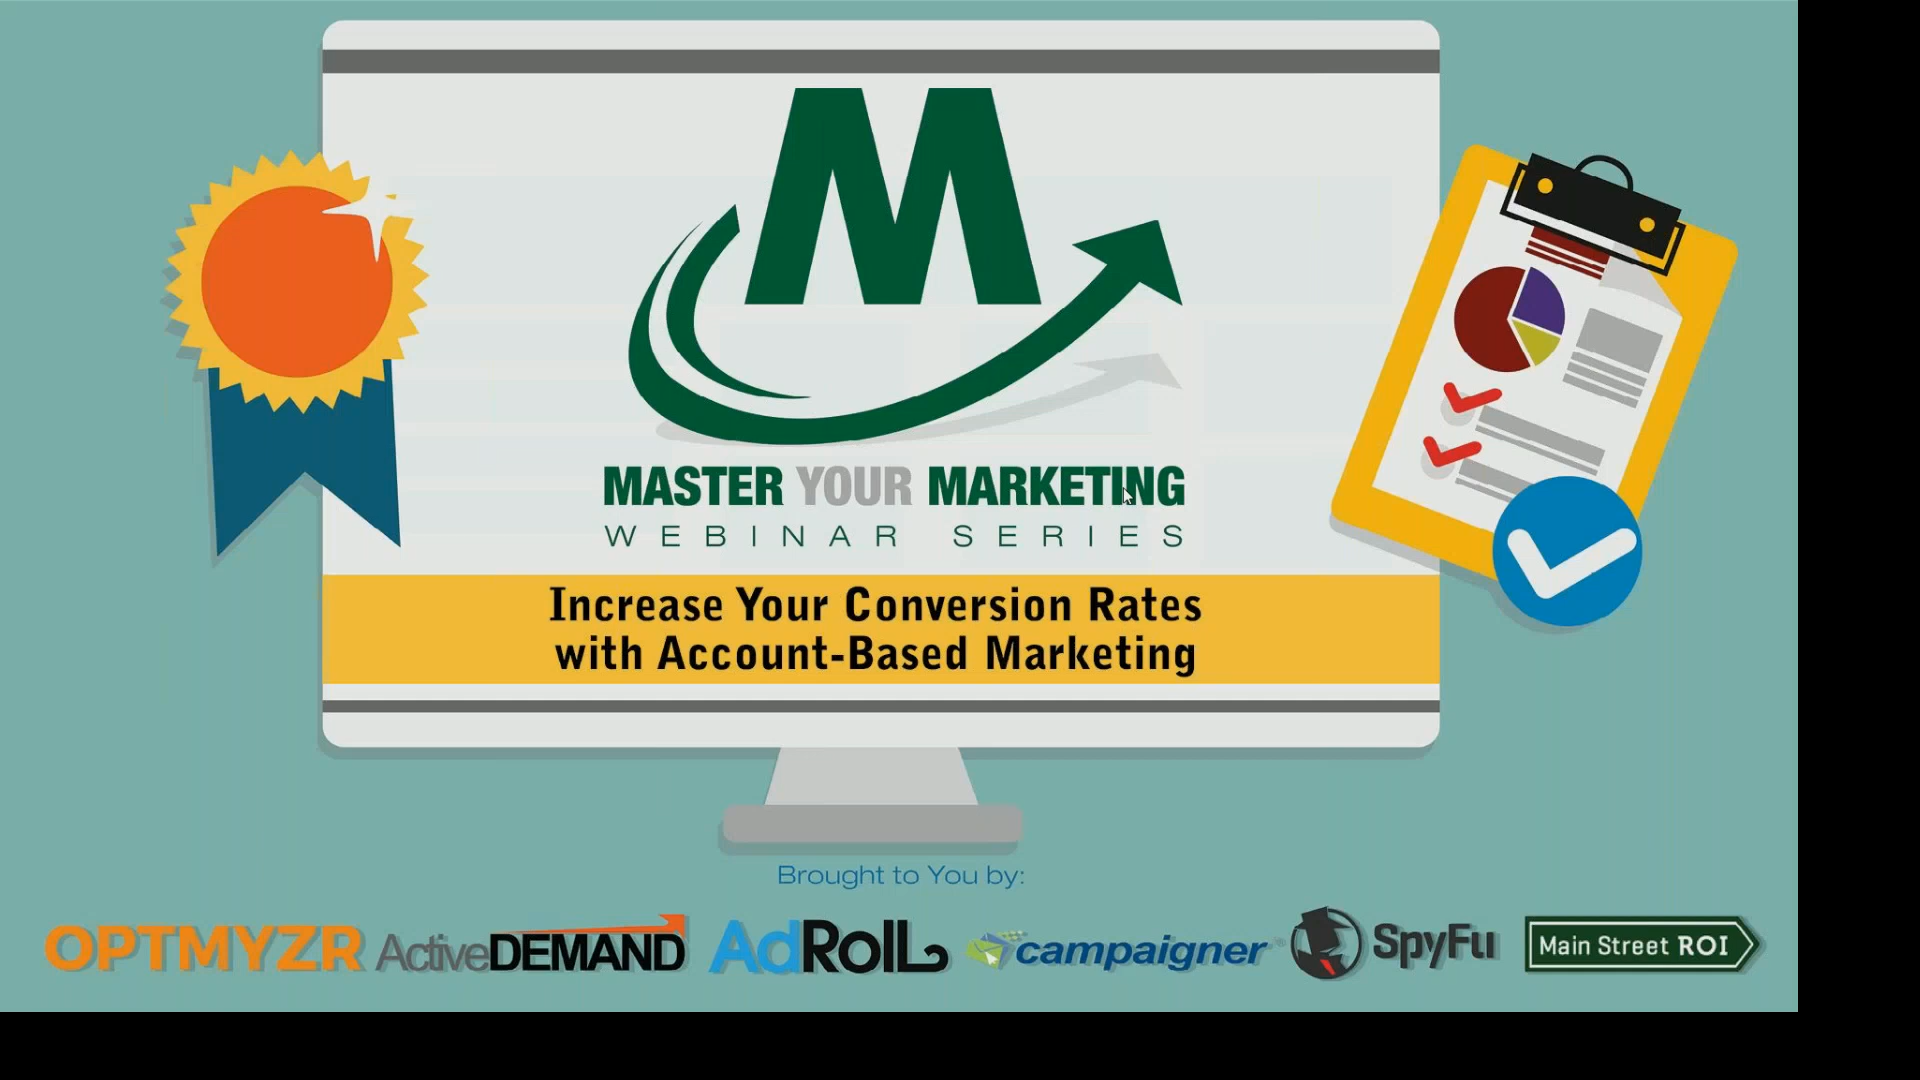 M
MASTER YOUR MARKETING
WEBINAR SERIES
Increase Your Conversion Rates
with Account-Based Marketing
Brought to You by:
OPTMYZR ActiveDEMAND AdRoll campaigner® SpyFu Main Street ROI